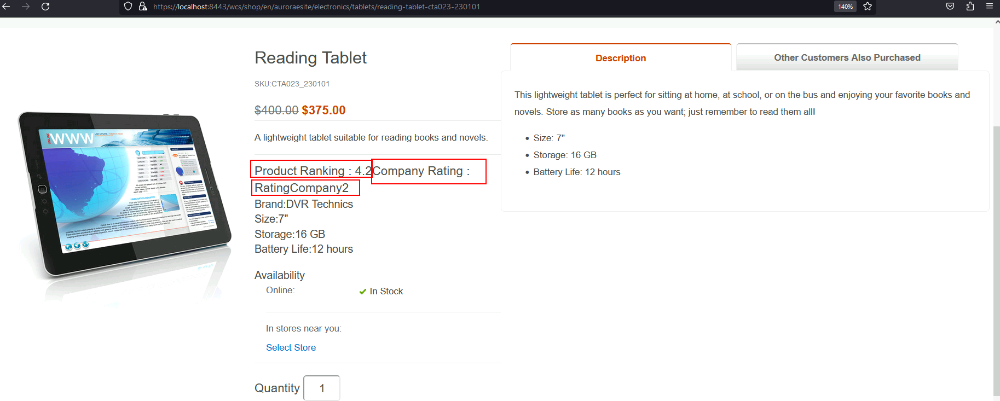 https://localhost:8443/wcs/shop/en/auroraesite/electronics/tablets/reading-tablet-cta023-230101
140%
Reading Tablet
SKU:CTA023_230101
$400.00 $375.00
A lightweight tablet suitable for reading books and novels.
Product Ranking : 4.2Company Rating :
RatingCompany2
Brand:DVR Technics
Size:7"
Storage:16 GB
Battery Life:12 hours
Availability
Online:
In Stock
In stores near you:
Select Store
Quantity 1
Description
Other Customers Also Purchased
This lightweight tablet is perfect for sitting at home, at school, or on the bus and enjoying your favorite books and
novels. Store as many books as you want; just remember to read them all!
Size: 7"
Storage: 16 GB
Battery Life: 12 hours
ONLINE
WWW
FIBER OPTICS INDUSTRY